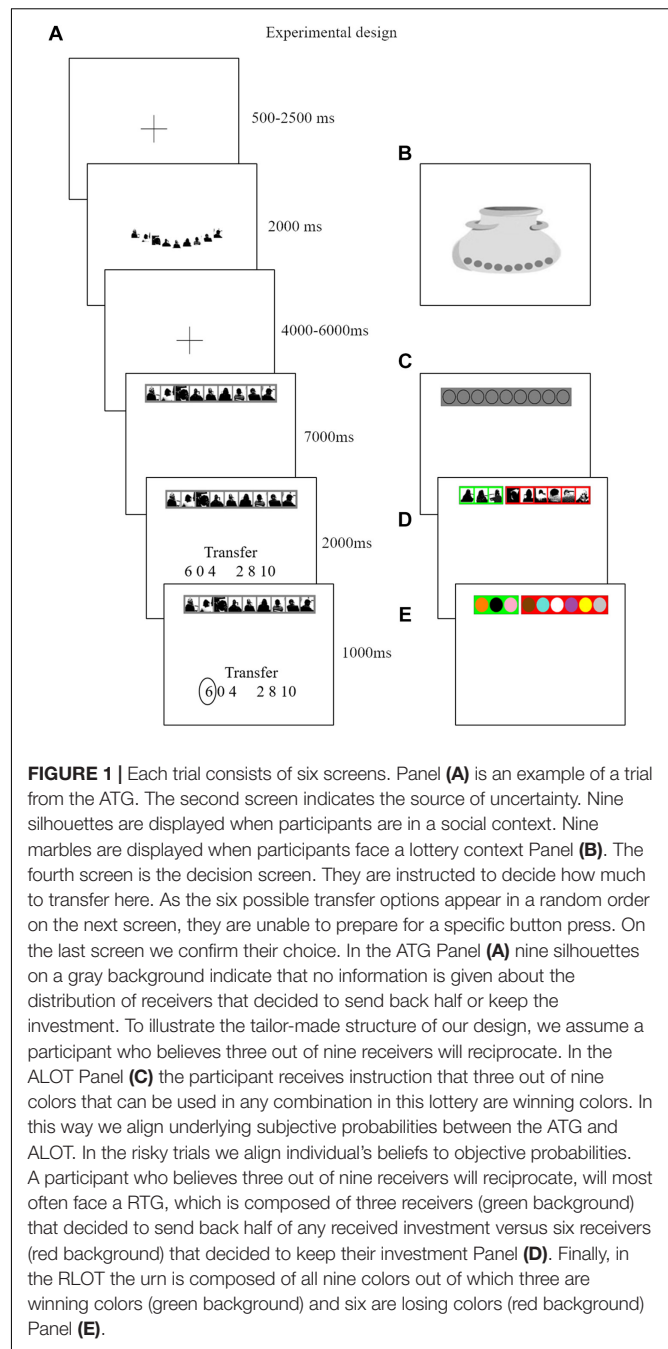 A
Experimental design
500-2500 ms
B
2000 ms
4000-6000ms
C
7000ms
D
Transfer
6 0 4 2 8 10
2000ms
E
Transfer
6 0 4 2 8 10
1000ms
FIGURE 1 | Each trial consists of six screens. Panel (A) is an example of a trial
from the ATG. The second screen indicates the source of uncertainty. Nine
silhouettes are displayed when participants are in a social context. Nine
marbles are displayed when participants face a lottery context Panel (B). The
fourth screen is the decision screen. They are instructed to decide how much
to transfer here. As the six possible transfer options appear in a random order
on the next screen, they are unable to prepare for a specific button press. On
the last screen we confirm their choice. In the ATG Panel (A) nine silhouettes
on a gray background indicate that no information is given about the
distribution of receivers that decided to send back half or keep the
investment. To illustrate the tailor-made structure of our design, we assume a
participant who believes three out of nine receivers will reciprocate. In the
ALOT Panel (C) the participant receives instruction that three out of nine
colors that can be used in any combination in this lottery are winning colors. In
this way we align underlying subjective probabilities between the ATG and
ALOT. In the risky trials we align individual's beliefs to objective probabilities.
A participant who believes three out of nine receivers will reciprocate, will most
often face a RTG, which is composed of three receivers (green background)
that decided to send back half of any received investment versus six receivers
(red background) that decided to keep their investment Panel (D). Finally, in
the RLOT the urn is composed of all nine colors out of which three are
winning colors (green background) and six are losing colors (red background)
Panel (E).